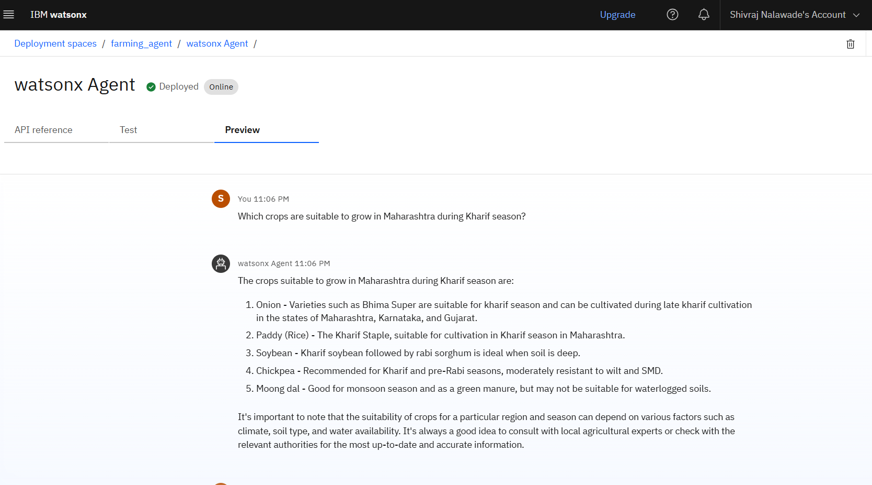 IBM watsonx Upgrade Shivraj Nalawade's Account
Deployment spaces / farming_agent / watsonx Agent /
watsonx Agent Deployed Online
API reference Test Preview
S You 11:06 PM
Which crops are suitable to grow in Maharashtra during Kharif season?
watsonx Agent 11:06 PM
The crops suitable to grow in Maharashtra during Kharif season are:
1. Onion - Varieties such as Bhima Super are suitable for kharif season and can be cultivated during late kharif cultivation
in the states of Maharashtra, Karnataka, and Gujarat.
2. Paddy (Rice) - The Kharif Staple, suitable for cultivation in Kharif season in Maharashtra.
3. Soybean - Kharif soybean followed by rabi sorghum is ideal when soil is deep.
4. Chickpea - Recommended for Kharif and pre-Rabi seasons, moderately resistant to wilt and SMD.
5. Moong dal - Good for monsoon season and as a green manure, but may not be suitable for waterlogged soils.
It's important to note that the suitability of crops for a particular region and season can depend on various factors such as
climate, soil type, and water availability. It's always a good idea to consult with local agricultural experts or check with the
relevant authorities for the most up-to-date and accurate information.